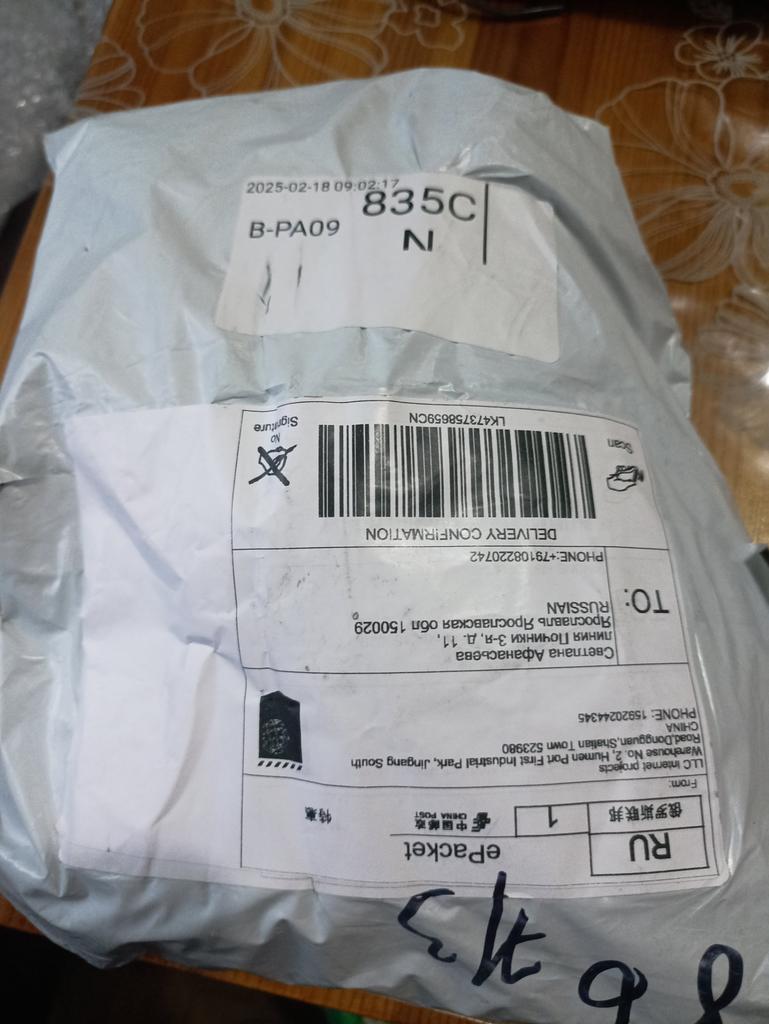 2025-02-18 09:02:17
835C
B-PA09
N
RU
俄罗斯联邦
1
ePacket
中国邮政
CHINA POST
特惠
From:
LLC Internet projects
Warehouse No. 2, Humen Port First Industrial Park, Jingang South
Road,Dongguan,Shatian Town 523980
CHINA
PHONE: 15920244345
TO:
Светлана Афанасьева
линия Починки 3-я, д. 11,
Ярославль Ярославская обл 150029
RUSSIAN
PHONE:+79108220742
DELIVERY CONFIRMATION
Scan
LK473758659CN
No
Signature